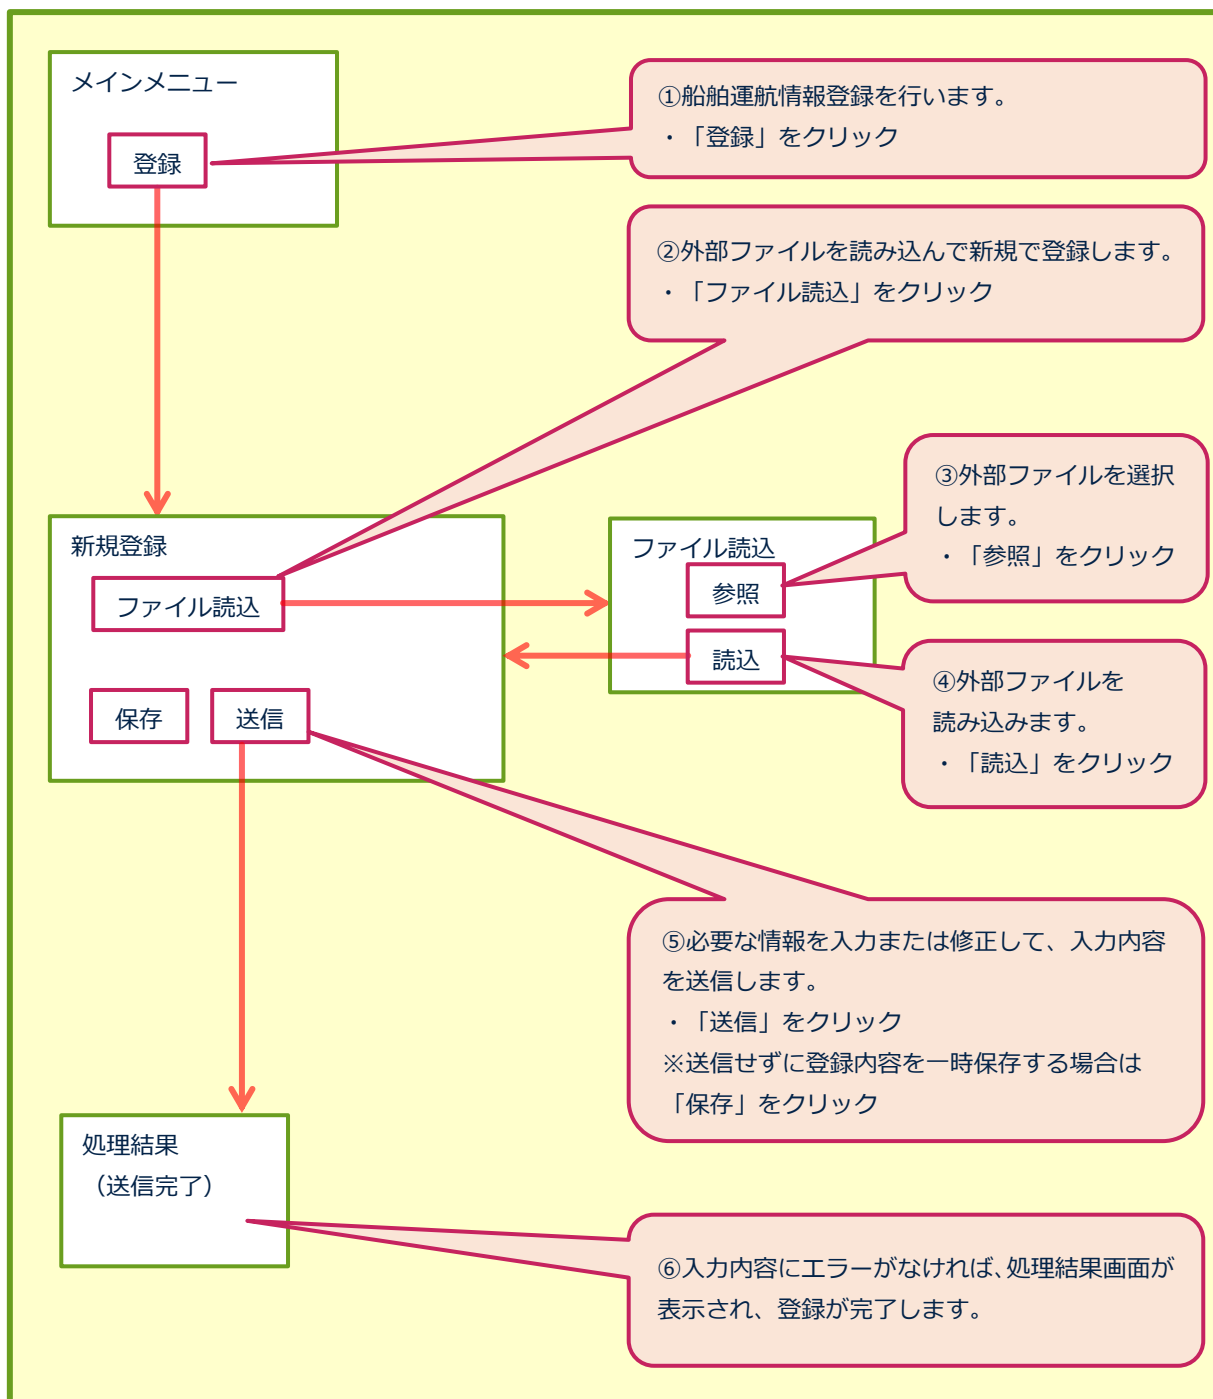 メインメニュー
登録
①船舶運航情報登録を行います。
・「登録」をクリック
②外部ファイルを読み込んで新規で登録します。
・「ファイル読込」をクリック
新規登録
ファイル読込
保存
送信
ファイル読込
参照
読込
③外部ファイルを選択
します。
・「参照」をクリック
④外部ファイルを
読み込みます。
・「読込」をクリック
⑤必要な情報を入力または修正して、入力内容
を送信します。
・「送信」をクリック
※送信せずに登録内容を一時保存する場合は
「保存」をクリック
処理結果
（送信完了）
⑥入力内容にエラーがなければ、処理結果画面が
表示され、登録が完了します。